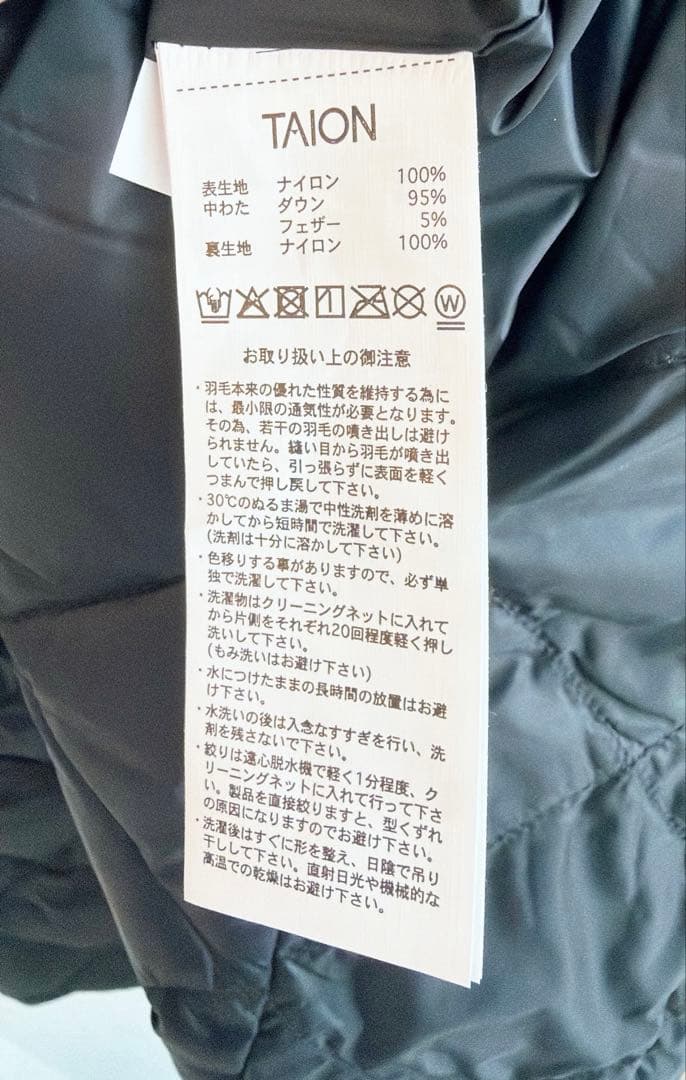 TAION
表生地 ナイロン 100%
中わた ダウン 95%
フェザー 5%
裏生地 ナイロン 100%
W
お取り扱い上の御注意
・羽毛本来の優れた性質を維持する為に
は、最小限の通気性が必要となります。
その為、若干の羽毛の噴き出しは避け
られません。縫い目から羽毛が噴き出
していたら、引っ張らずに表面を軽く
つまんで押し戻して下さい。
・30℃のぬるま湯で中性洗剤を薄めに溶
かしてから短時間で洗濯して下さい。
(洗剤は十分に溶かして下さい)
・色移りする事がありますので、必ず単
独で洗濯して下さい。
・洗濯物はクリーニングネットに入れて
から片側をそれぞれ20回程度軽く押し
洗いして下さい。
(もみ洗いはお避け下さい)
・水につけたままの長時間の放置はお避
け下さい。
・水洗いの後は入念なすすぎを行い、洗
剤を残さないで下さい。
・絞りは遠心脱水機で軽く1分程度、ク
リーニングネットに入れて行って下さ
い。製品を直接絞りますと、型くずれ
の原因になりますのでお避け下さい。
・洗濯後はすぐに形を整え、日陰で吊り
干しして下さい。直射日光や機械的な
高温での乾燥はお避け下さい。